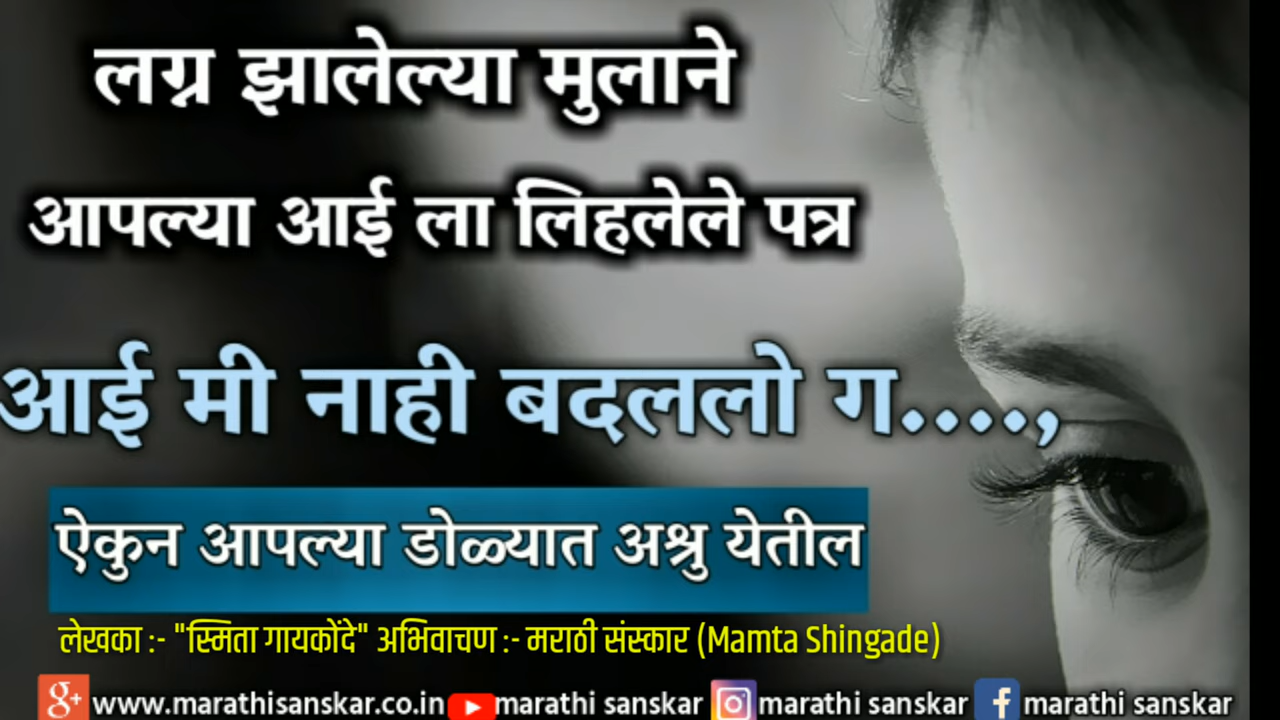 लग्न झालेल्या मुलाने
आपल्या आई ला लिहलेले पत्र
आई मी नाही बदललो ग....,
ऐकुन आपल्या डोळ्यात अश्रु येतील
लेखका :- "स्मिता गायकोंदे" अभिवाचण :- मराठी संस्कार (Mamta Shingade)
g+ www.marathisanskar.co.in marathi sanskar marathi sanskar f marathi sanskar